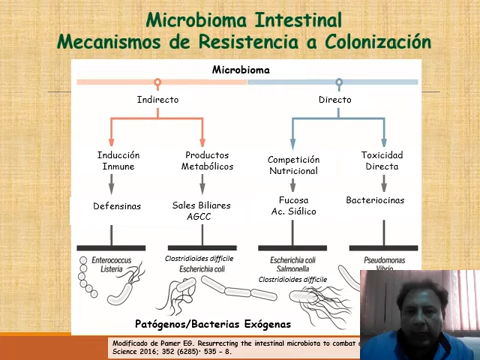 Microbioma Intestinal
Mecanismos de Resistencia a Colonización
Microbioma
Indirecto
Directo
Inducción
Inmune
Productos
Metabólicos
Competición
Nutricional
Toxicidad
Directa
Defensinas
Sales Biliares
AGCC
Fucosa
Ac. Siálico
Bacteriocinas
Enterococcus
Listeria
Clostridioides difficile
Escherichia coli
Escherichia coli
Salmonella
Clostridioides difficile
Pseudomonas
Vibrio
Patógenos/Bacterias Exógenas
Modificado de Pamer EG. Resurrecting the intestinal microbiota to combat
Science 2016; 352 (6285): 535 – 8.